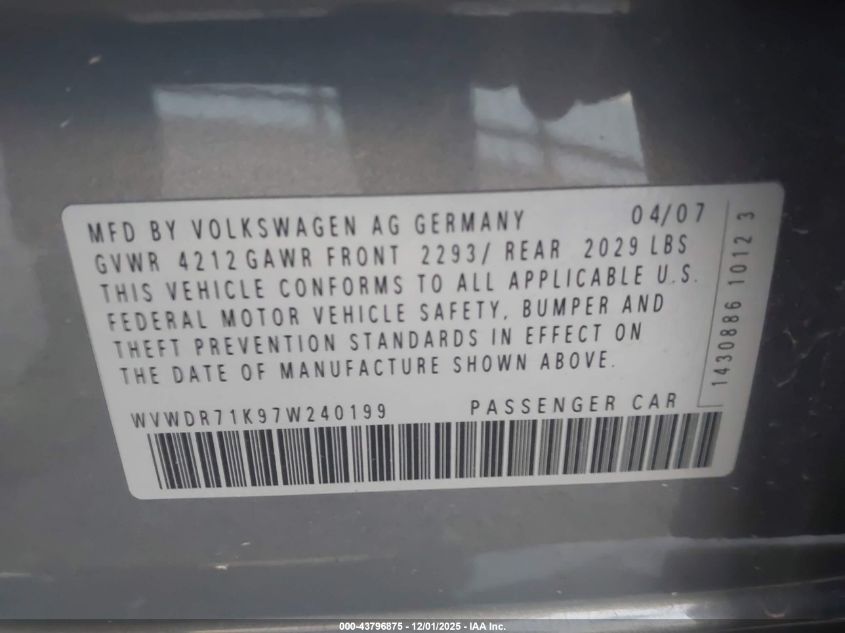 MFD BY VOLKSWAGEN AG GERMANY 04/07
GVWR 4212 GAWR FRONT 2293/ REAR 2029 LBS
THIS VEHICLE CONFORMS TO ALL APPLICABLE U.S.
FEDERAL MOTOR VEHICLE SAFETY, BUMPER AND
THEFT PREVENTION STANDARDS IN EFFECT ON
THE DATE OF MANUFACTURE SHOWN ABOVE.
WVWDR71K97W240199 PASSENGER CAR
1430886 1012 3
000-43796875 - 12/01/2025 - IAA Inc.